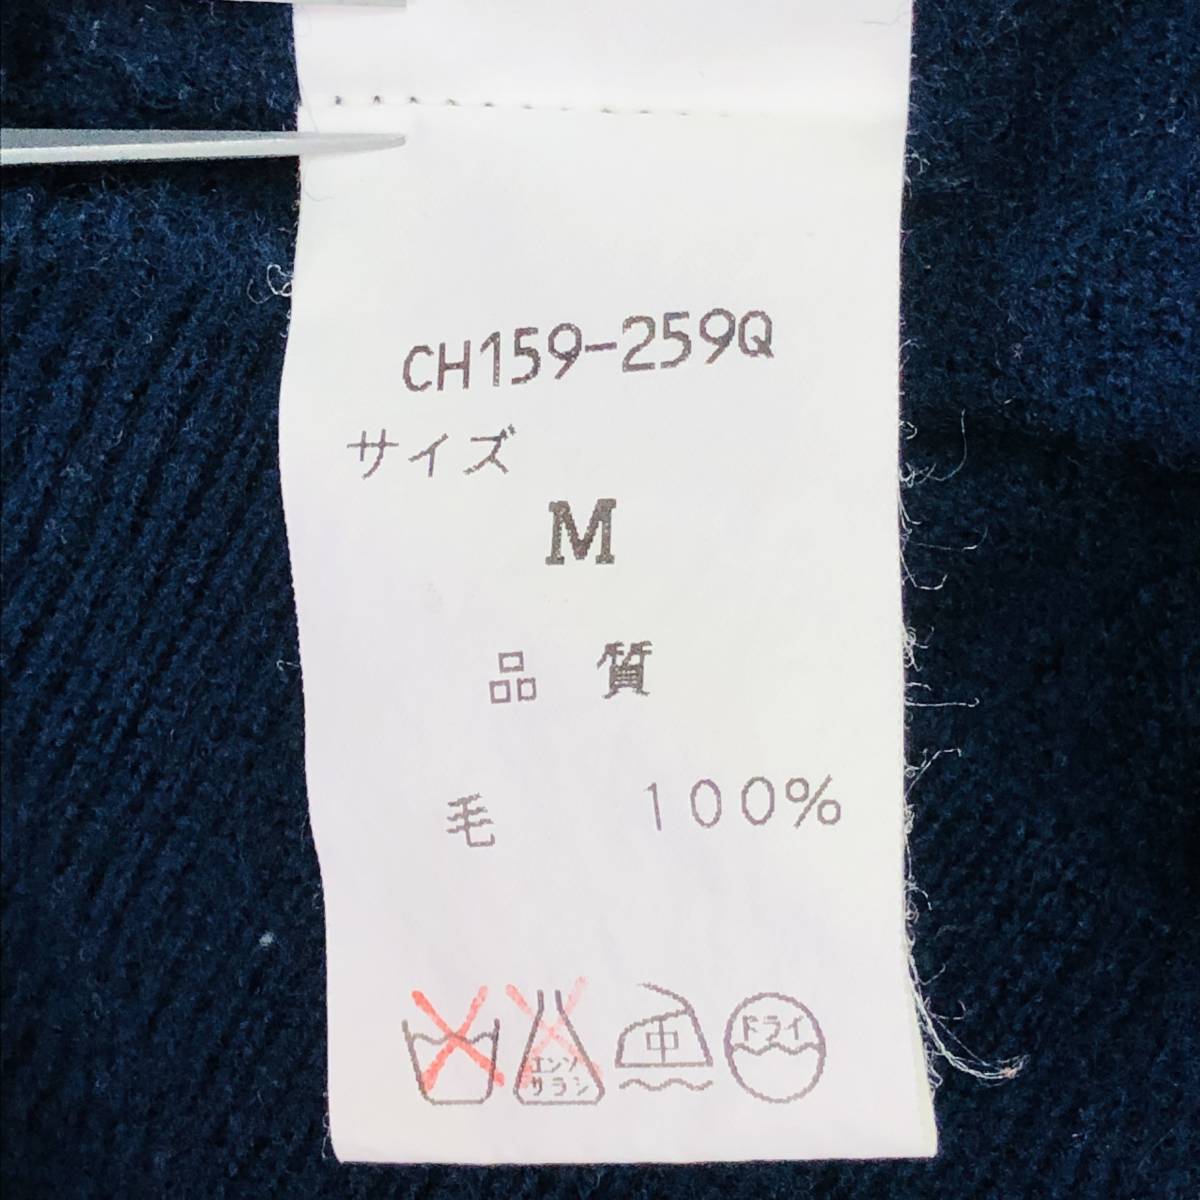 CH159-259Q
サイズ
M
品 質
毛 100%
エンソ
サラシ
中
ドライ